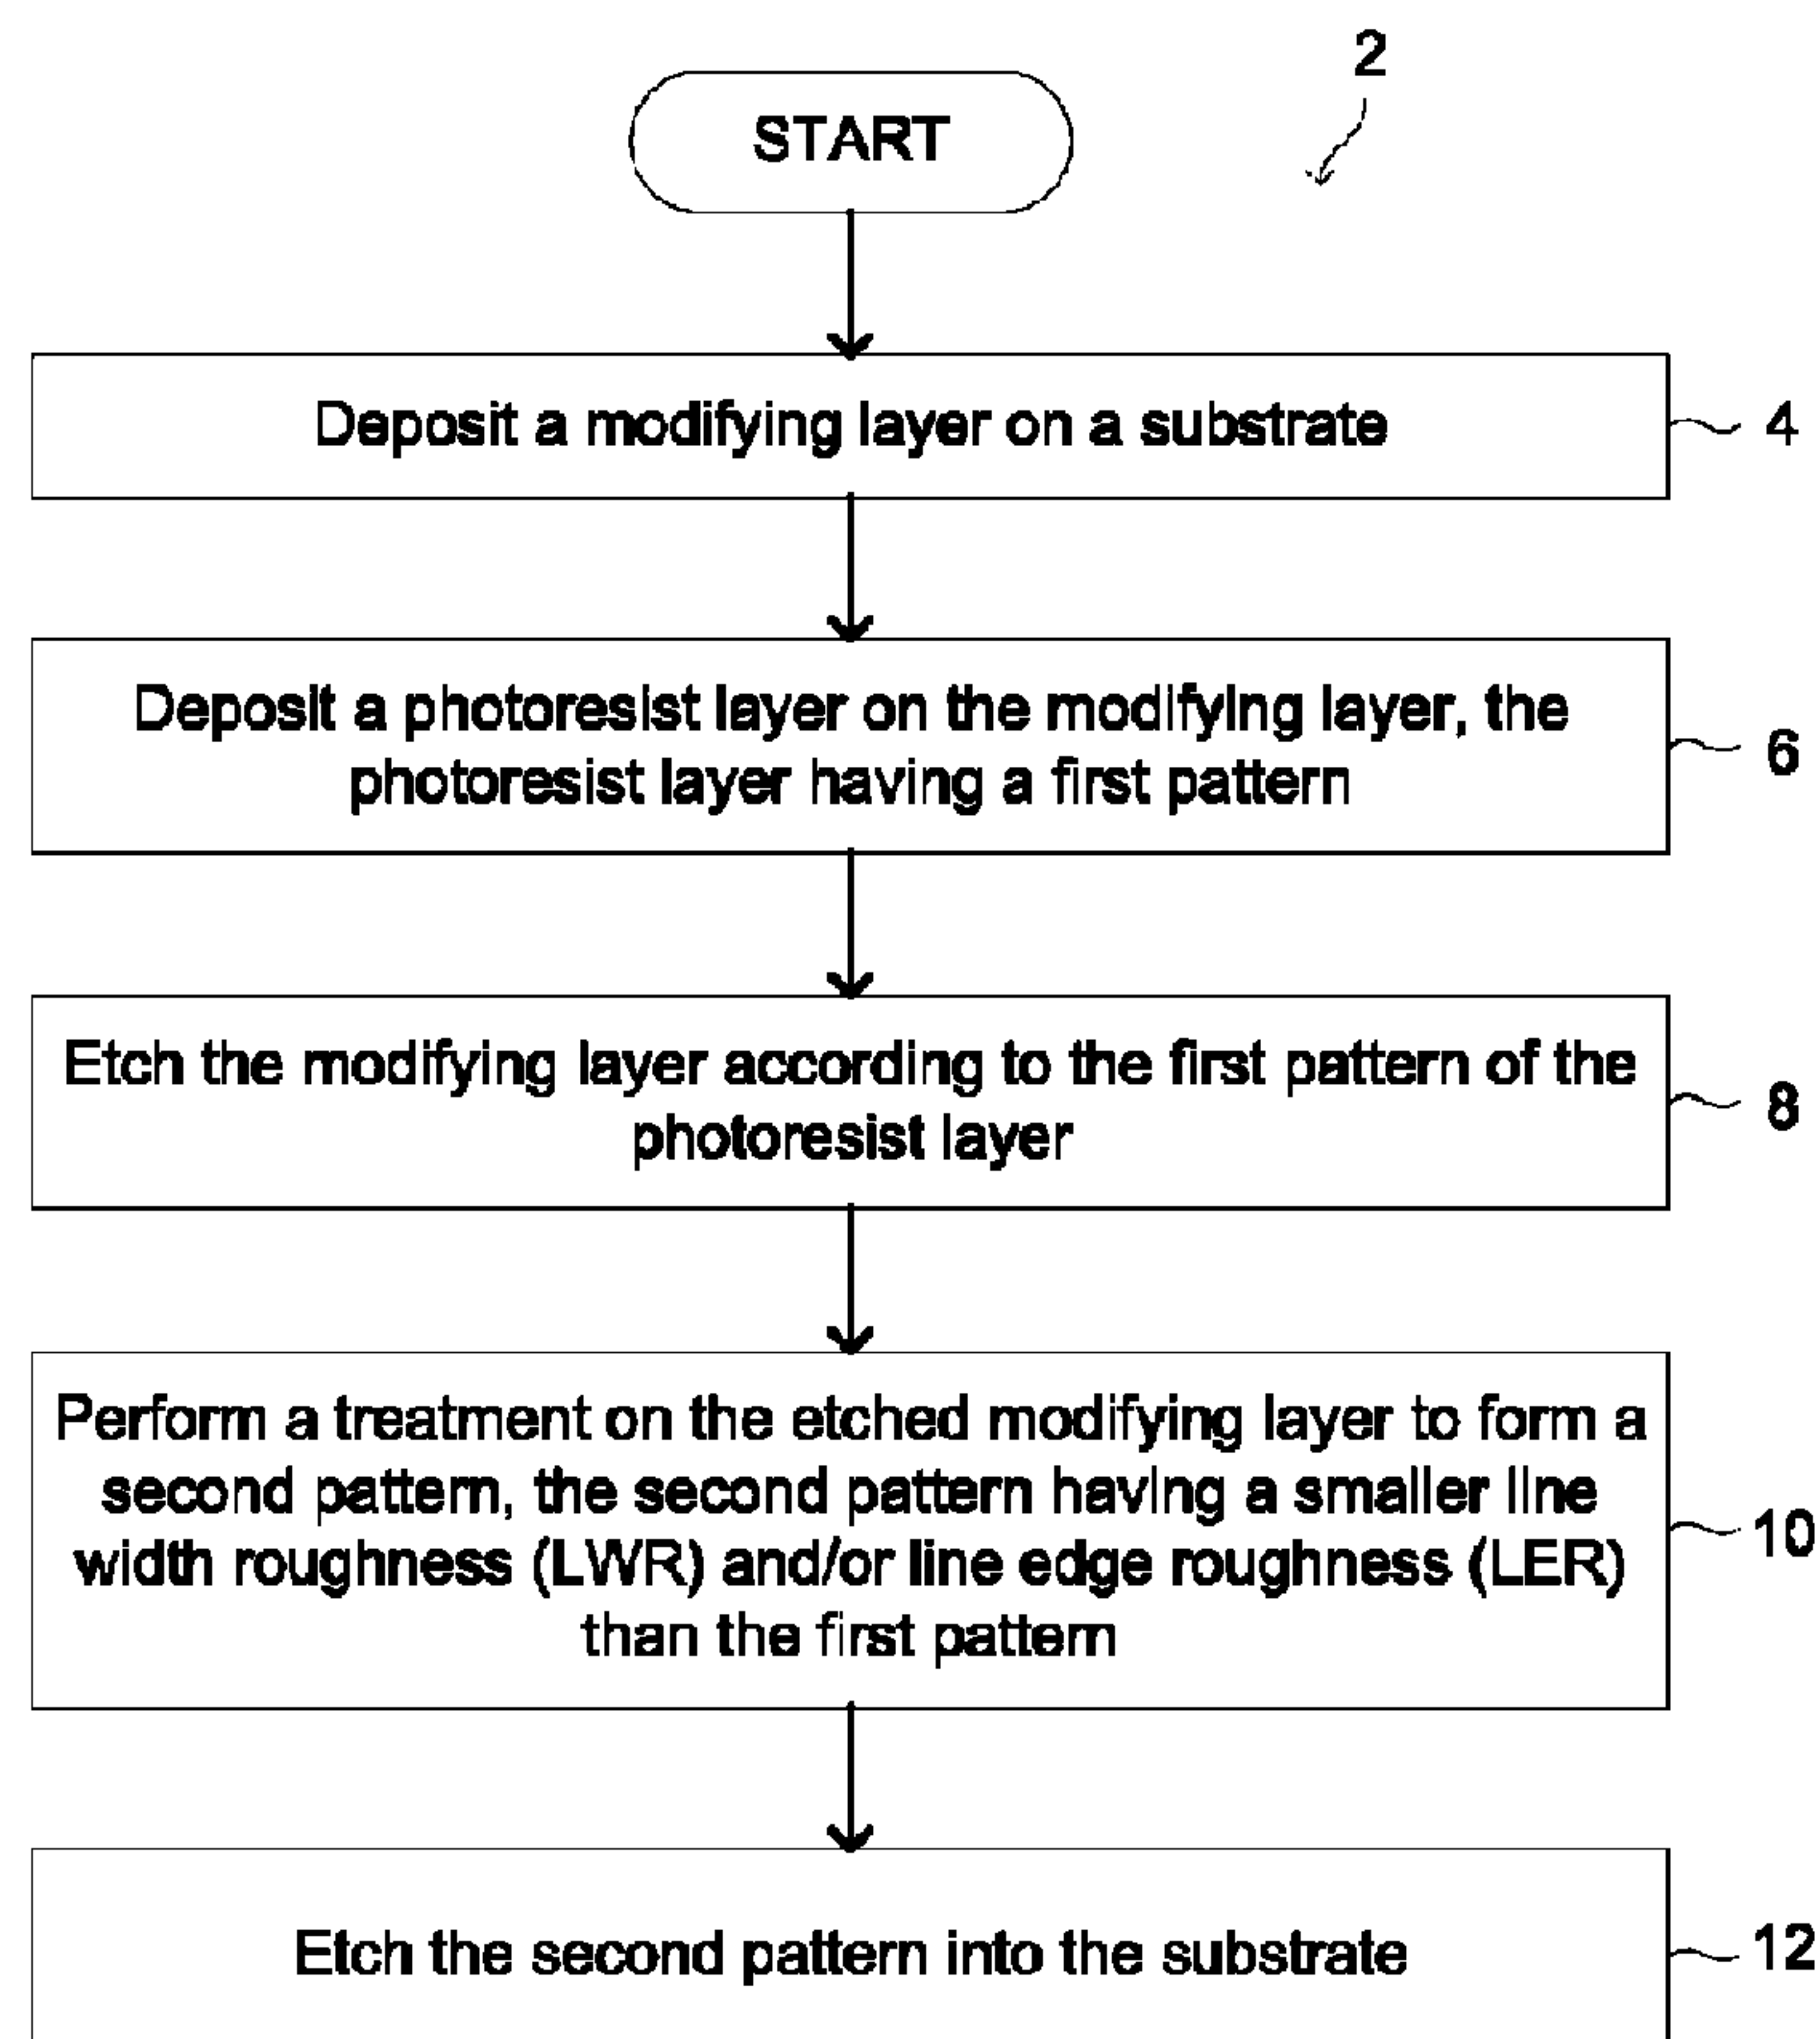 2
START
Deposit a modifying layer on a substrate
4
Deposit a photoresist layer on the modifying layer, the
photoresist layer having a first pattern
6
Etch the modifying layer according to the first pattern of the
photoresist layer
8
Perform a treatment on the etched modifying layer to form a
second pattern, the second pattern having a smaller line
width roughness (LWR) and/or line edge roughness (LER)
than the first pattern
10
Etch the second pattern into the substrate
12